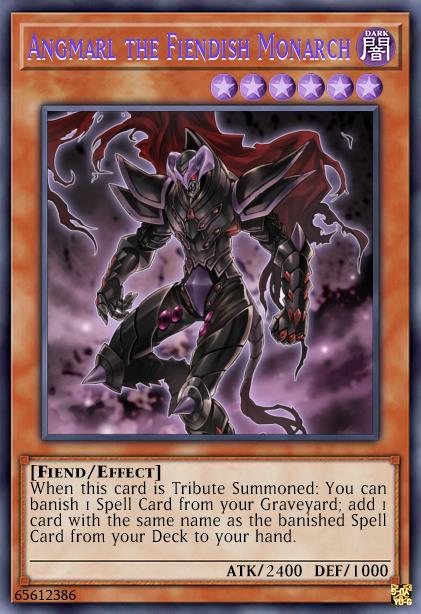 ANGMARL THE FIENDISH MONARCH
DARK
闇
[FIEND/EFFECT]
When this card is Tribute Summoned: You can
banish 1 Spell Card from your Graveyard; add 1
card with the same name as the banished Spell
Card from your Deck to your hand.
ATK/2400 DEF/1000
65612386